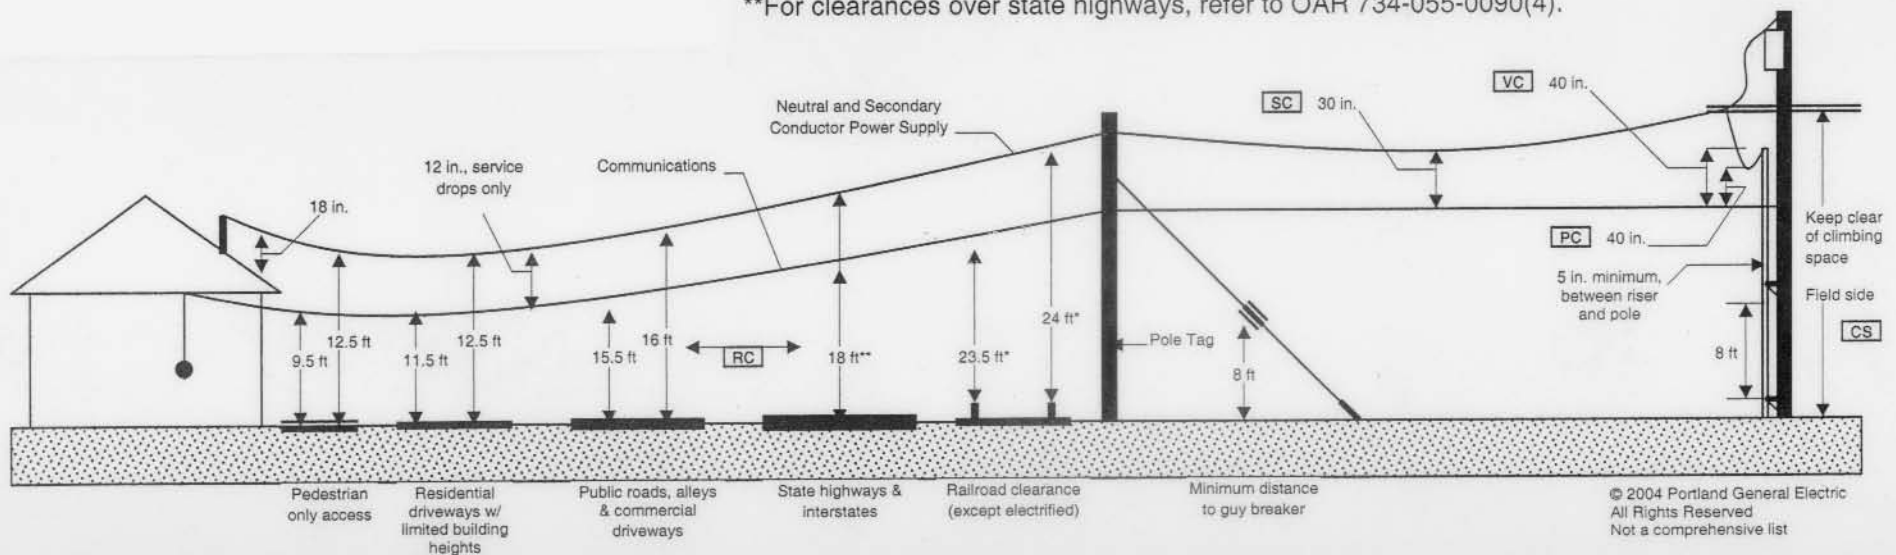 **For clearances over state highways, refer to OAR 734-055-0090(4).
Neutral and Secondary
Conductor Power Supply
SC 30 in.
VC 40 in.
12 in., service
drops only
Communications
18 in.
Keep clear
of climbing
space
PC 40 in.
5 in. minimum,
between riser
and pole
Field side
CS
9.5 ft
12.5 ft
11.5 ft
12.5 ft
15.5 ft
16 ft
RC
18 ft**
23.5 ft*
24 ft*
Pole Tag
8 ft
8 ft
Pedestrian
only access
Residential
driveways w/
limited building
heights
Public roads, alleys
& commercial
driveways
State highways &
interstates
Railroad clearance
(except electrified)
Minimum distance
to guy breaker
© 2004 Portland General Electric
All Rights Reserved
Not a comprehensive list